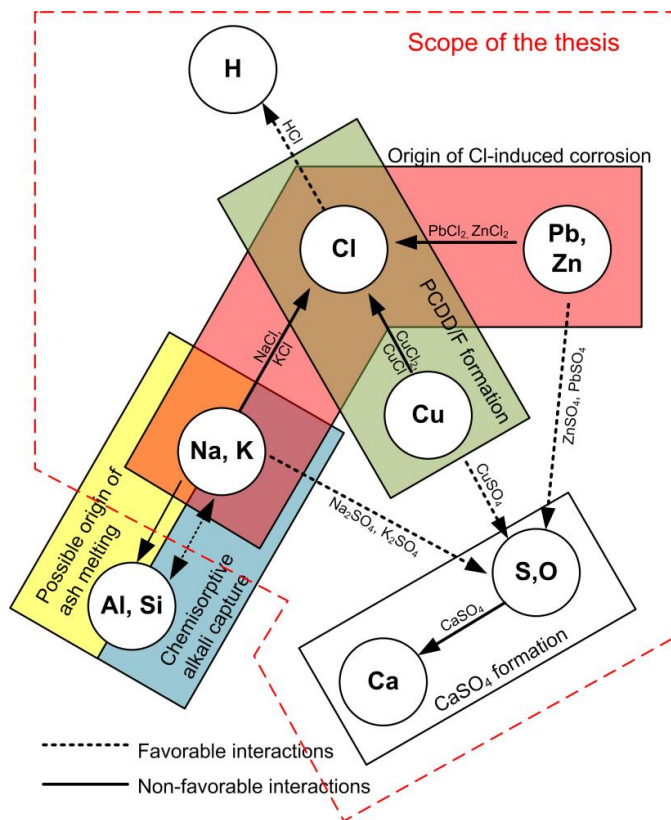 Scope of the thesis
H
HCl
Origin of Cl-induced corrosion
Cl
PbCl₂, ZnCl₂
Pb,
Zn
PCDD/F formation
NaCl,
KCl
CuCl₂,
CuCl
Cu
ZnSO₄, PbSO₄
Na, K
CuSO₄
Na₂SO₄, K₂SO₄
Possible origin of
ash melting
Al, Si
Chemisorptive
alkali capture
S,O
CaSO₄
Ca
CaSO₄ formation
Favorable interactions
Non-favorable interactions